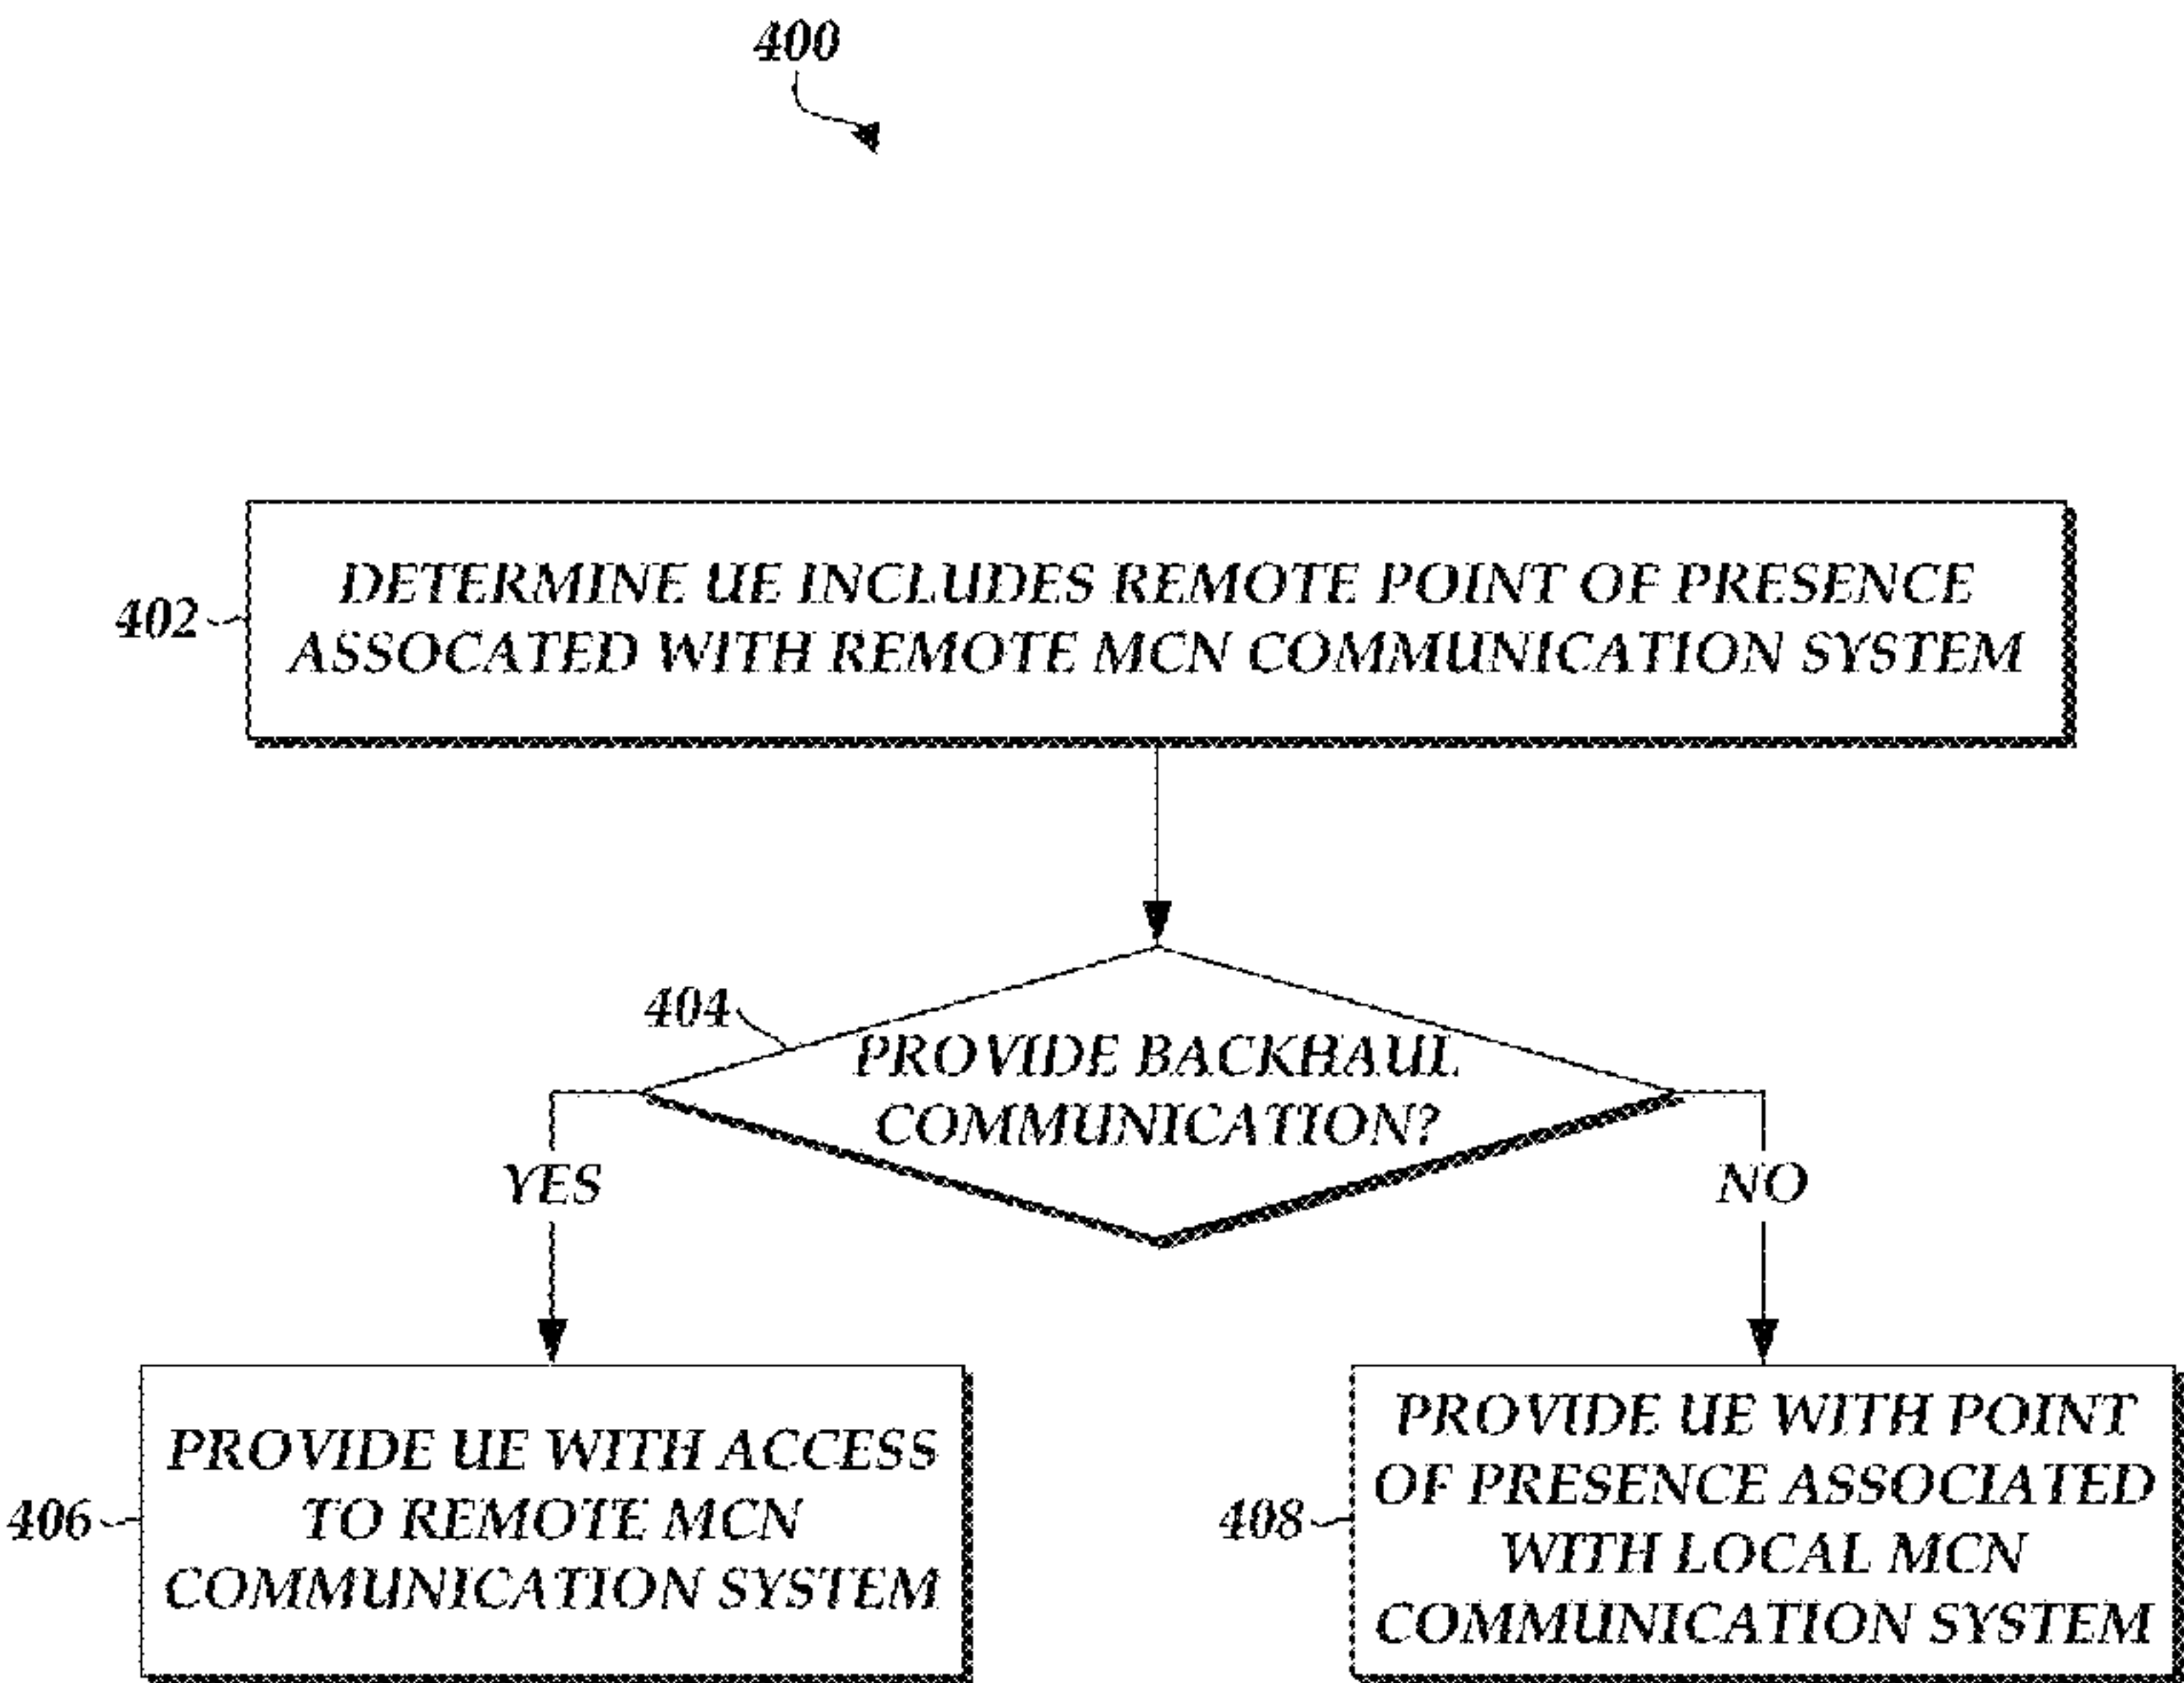 400
402
DETERMINE UE INCLUDES REMOTE POINT OF PRESENCE
ASSOCATED WITH REMOTE MCN COMMUNICATION SYSTEM
404
PROVIDE BACKHAUL
COMMUNICATION?
YES
NO
406
PROVIDE UE WITH ACCESS
TO REMOTE MCN
COMMUNICATION SYSTEM
408
PROVIDE UE WITH POINT
OF PRESENCE ASSOCIATED
WITH LOCAL MCN
COMMUNICATION SYSTEM